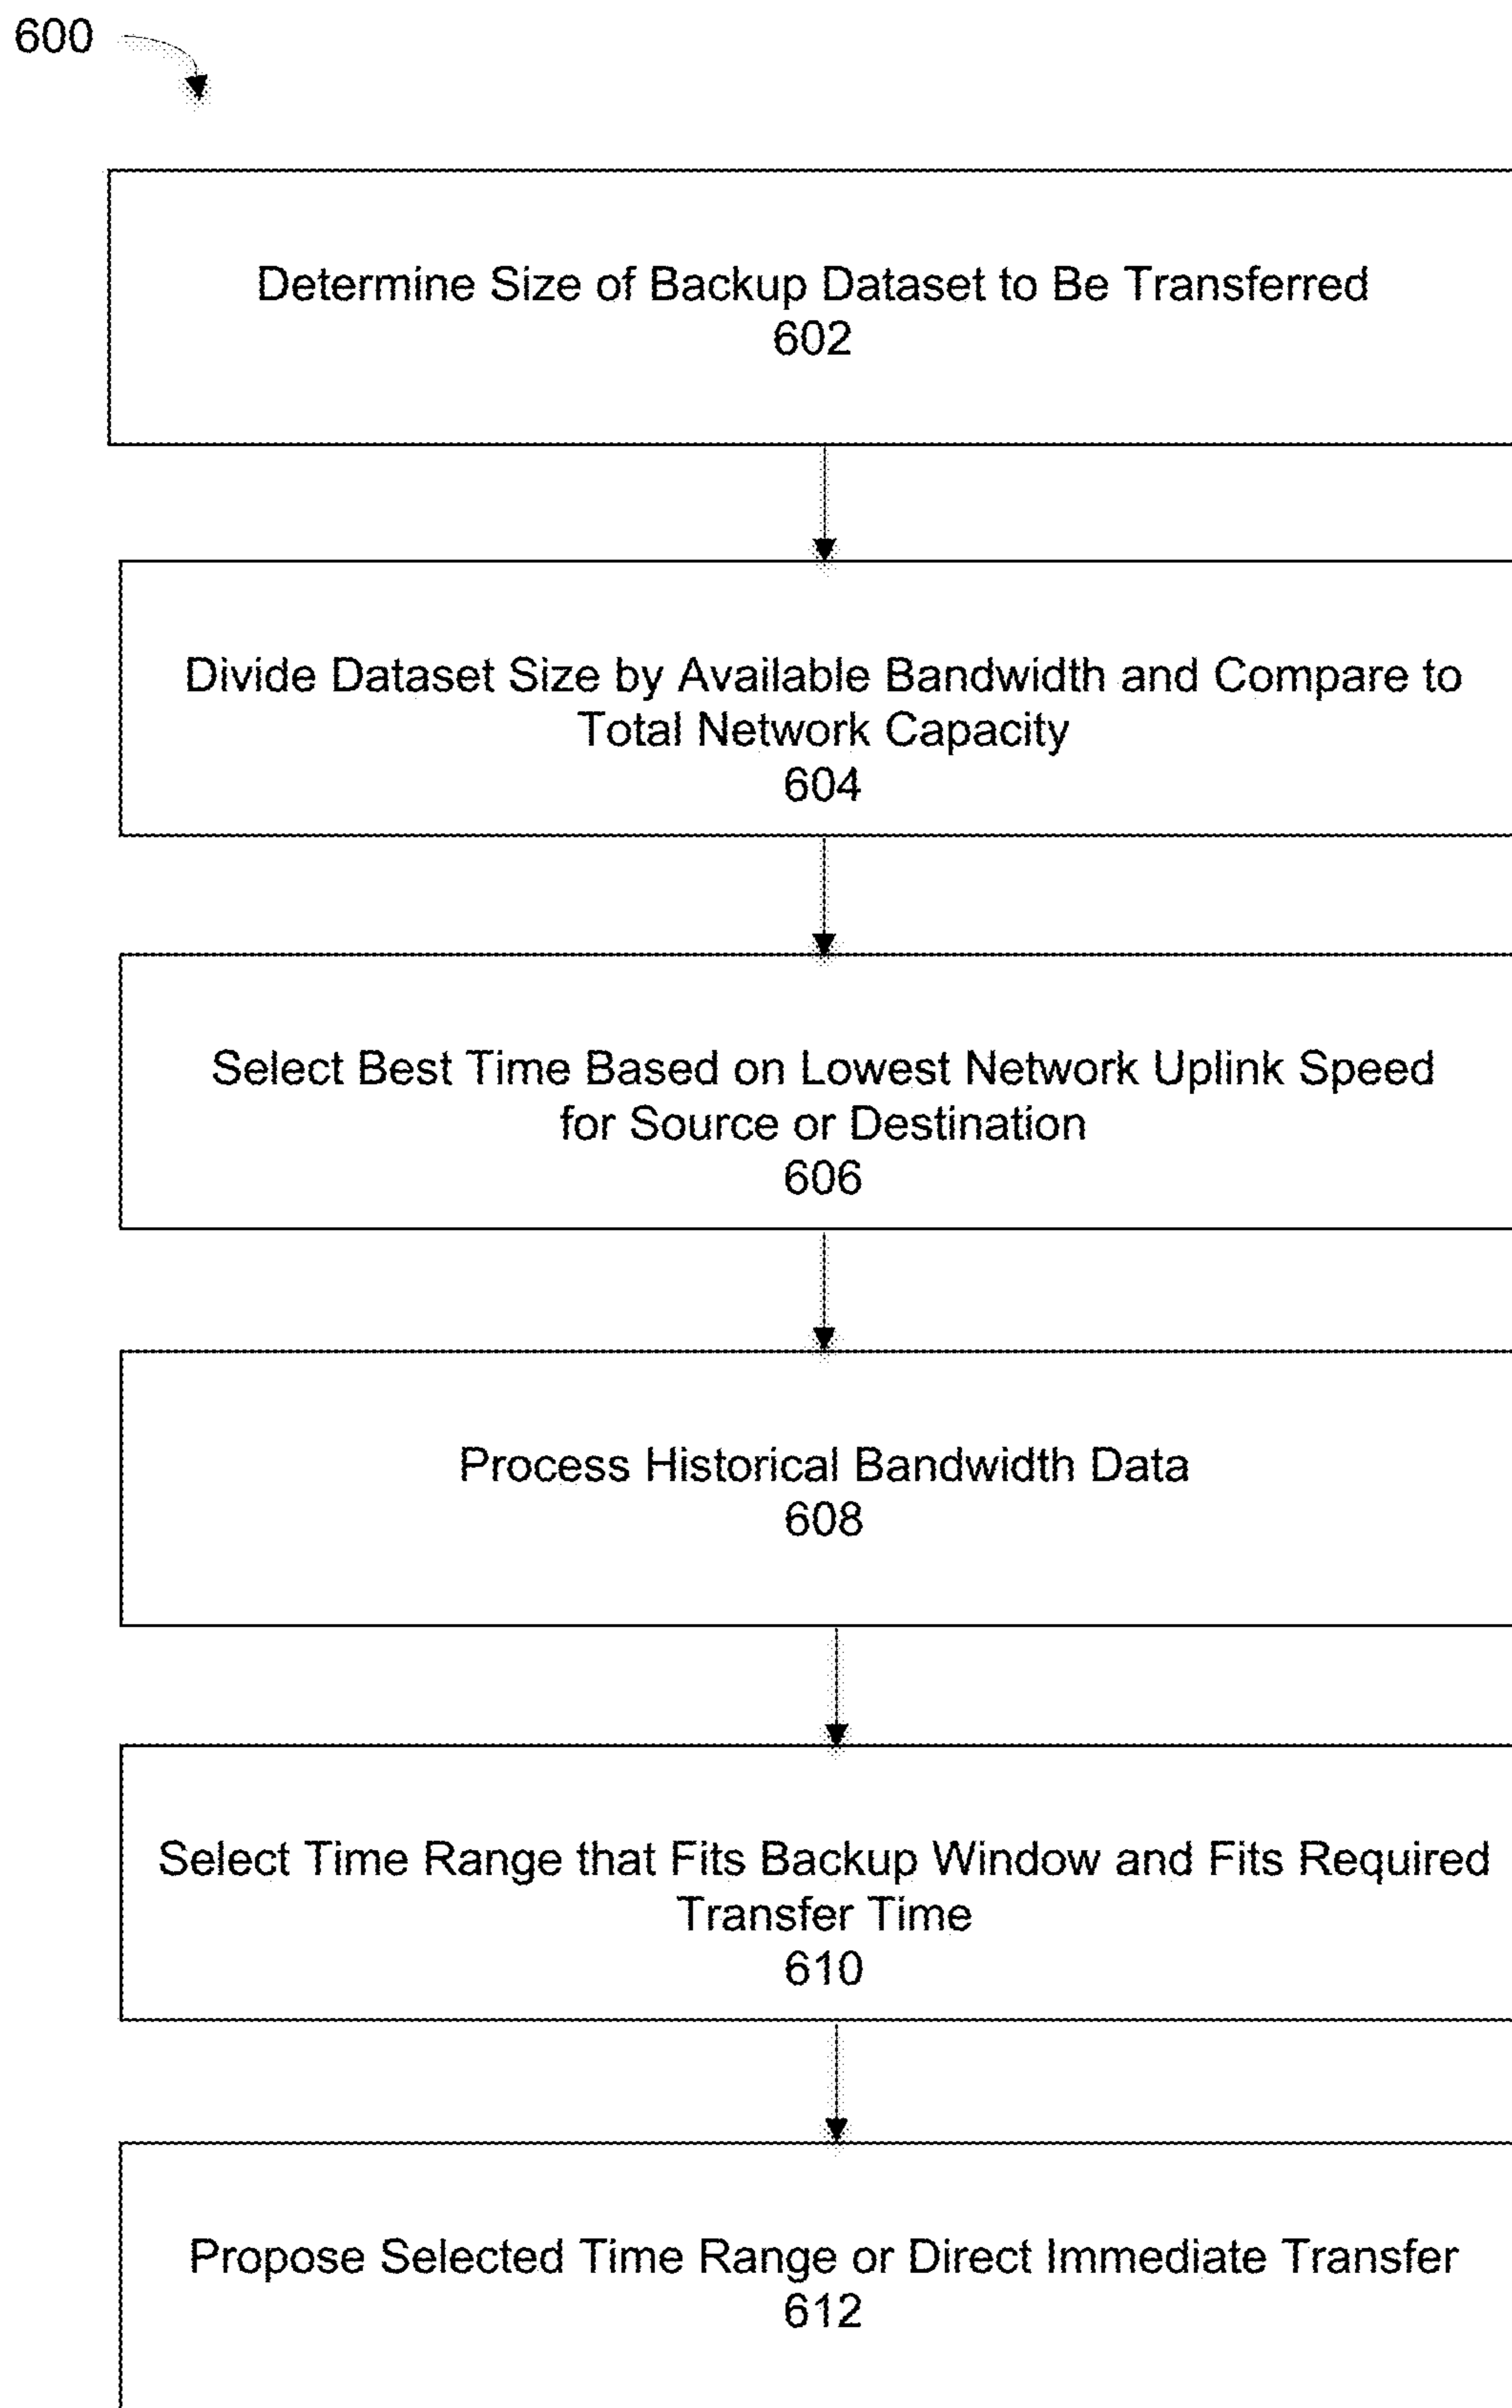 600
Determine Size of Backup Dataset to Be Transferred
602
Divide Dataset Size by Available Bandwidth and Compare to
Total Network Capacity
604
Select Best Time Based on Lowest Network Uplink Speed
for Source or Destination
606
Process Historical Bandwidth Data
608
Select Time Range that Fits Backup Window and Fits Required
Transfer Time
610
Propose Selected Time Range or Direct Immediate Transfer
612